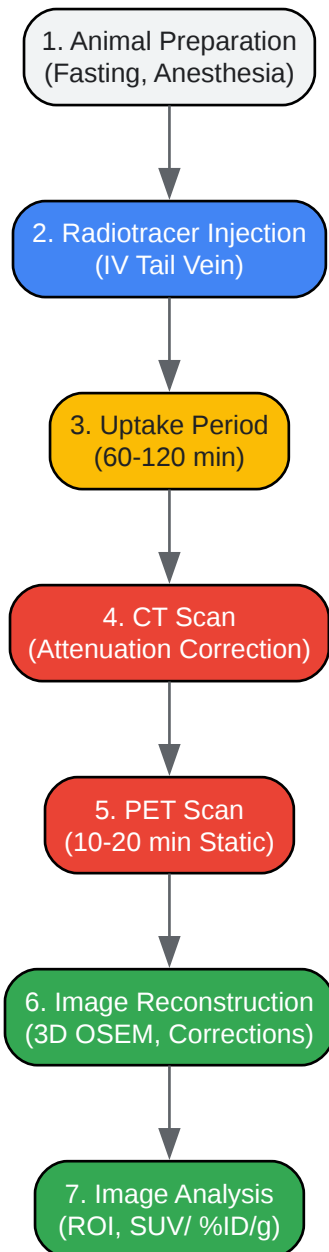 1. Animal Preparation
(Fasting, Anesthesia)
2. Radiotracer Injection
(IV Tail Vein)
3. Uptake Period
(60-120 min)
4. CT Scan
(Attenuation Correction)
5. PET Scan
(10-20 min Static)
6. Image Reconstruction
(3D OSEM, Corrections)
7. Image Analysis
(ROI, SUV/ %ID/g)